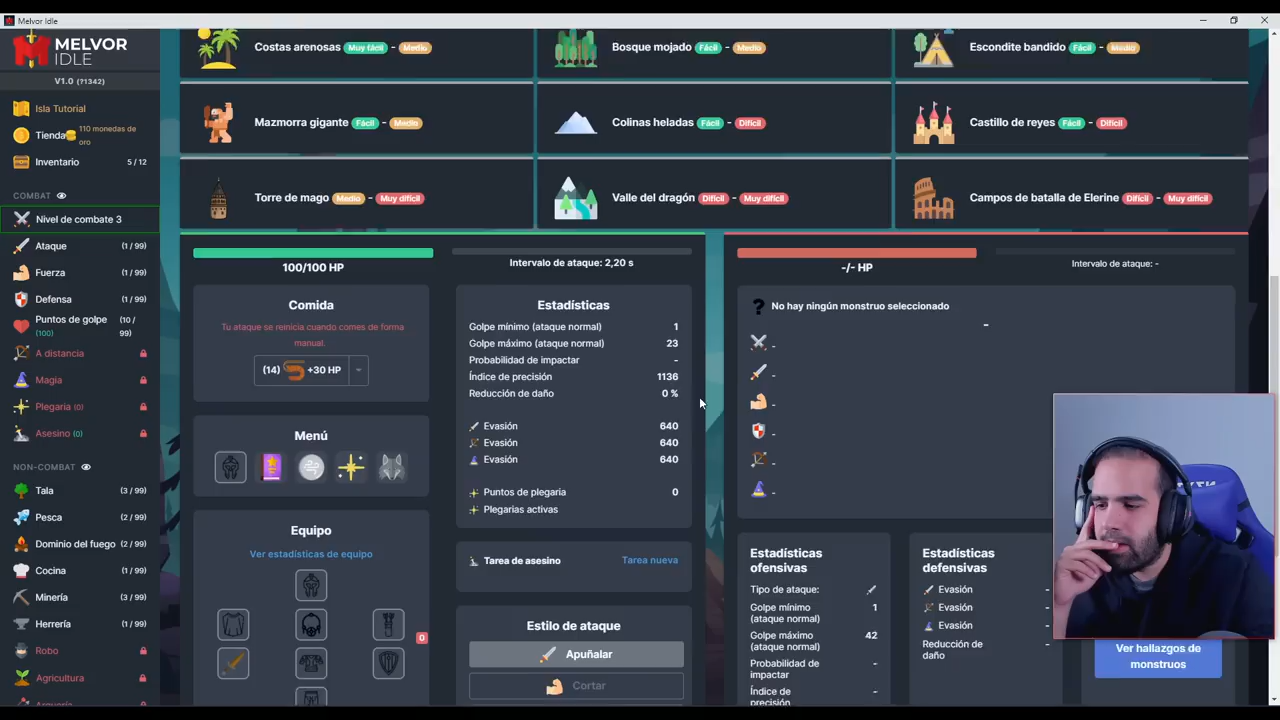 Melvor Idle
MELVOR
IDLE
V1.0 (?1342)
Isla Tutorial
Tienda 110 monedas de
oro
Inventario 5 / 12
COMBAT
Nivel de combate 3
Ataque (1 / 99)
Fuerza (1 / 99)
Defensa (1 / 99)
Puntos de golpe (10 /
(100) 99)
A distancia
Magia
Plegaria (0)
Asesino (0)
NON-COMBAT
Tala (3 / 99)
Pesca (2 / 99)
Dominio del fuego (2 / 99)
Cocina (1 / 99)
Minería (3 / 99)
Herrería (1 / 99)
Robo
Agricultura
Costas arenosas Muy fácil - Medio
Bosque mojado Fácil - Medio
Escondite bandido Fácil - Medio
Mazmorra gigante Fácil - Medio
Colinas heladas Fácil - Difícil
Castillo de reyes Fácil - Difícil
Torre de mago Medio - Muy difícil
Valle del dragón Difícil - Muy difícil
Campos de batalla de Elerine Difícil - Muy difícil
100/100 HP
Comida
Tu ataque se reinicia cuando comes de forma
manual.
(14) +30 HP
Menú
Equipo
Ver estadísticas de equipo
0
Intervalo de ataque: 2,20 s
Estadísticas
Golpe mínimo (ataque normal) 1
Golpe máximo (ataque normal) 23
Probabilidad de impactar -
Índice de precisión 1136
Reducción de daño 0 %
Evasión 640
Evasión 640
Evasión 640
Puntos de plegaria 0
Plegarias activas
Tarea de asesino Tarea nueva
Estilo de ataque
Apuñalar
Cortar
-/- HP
Intervalo de ataque: -
No hay ningún monstruo seleccionado
-
-
-
-
-
-
-
Estadísticas
ofensivas
Tipo de ataque:
Golpe mínimo 1
(ataque normal)
Golpe máximo 42
(ataque normal)
Probabilidad de -
impactar
Índice de -
precisión
Estadísticas
defensivas
Evasión -
Evasión -
Evasión -
Reducción de -
daño
Ver hallazgos de
monstruos